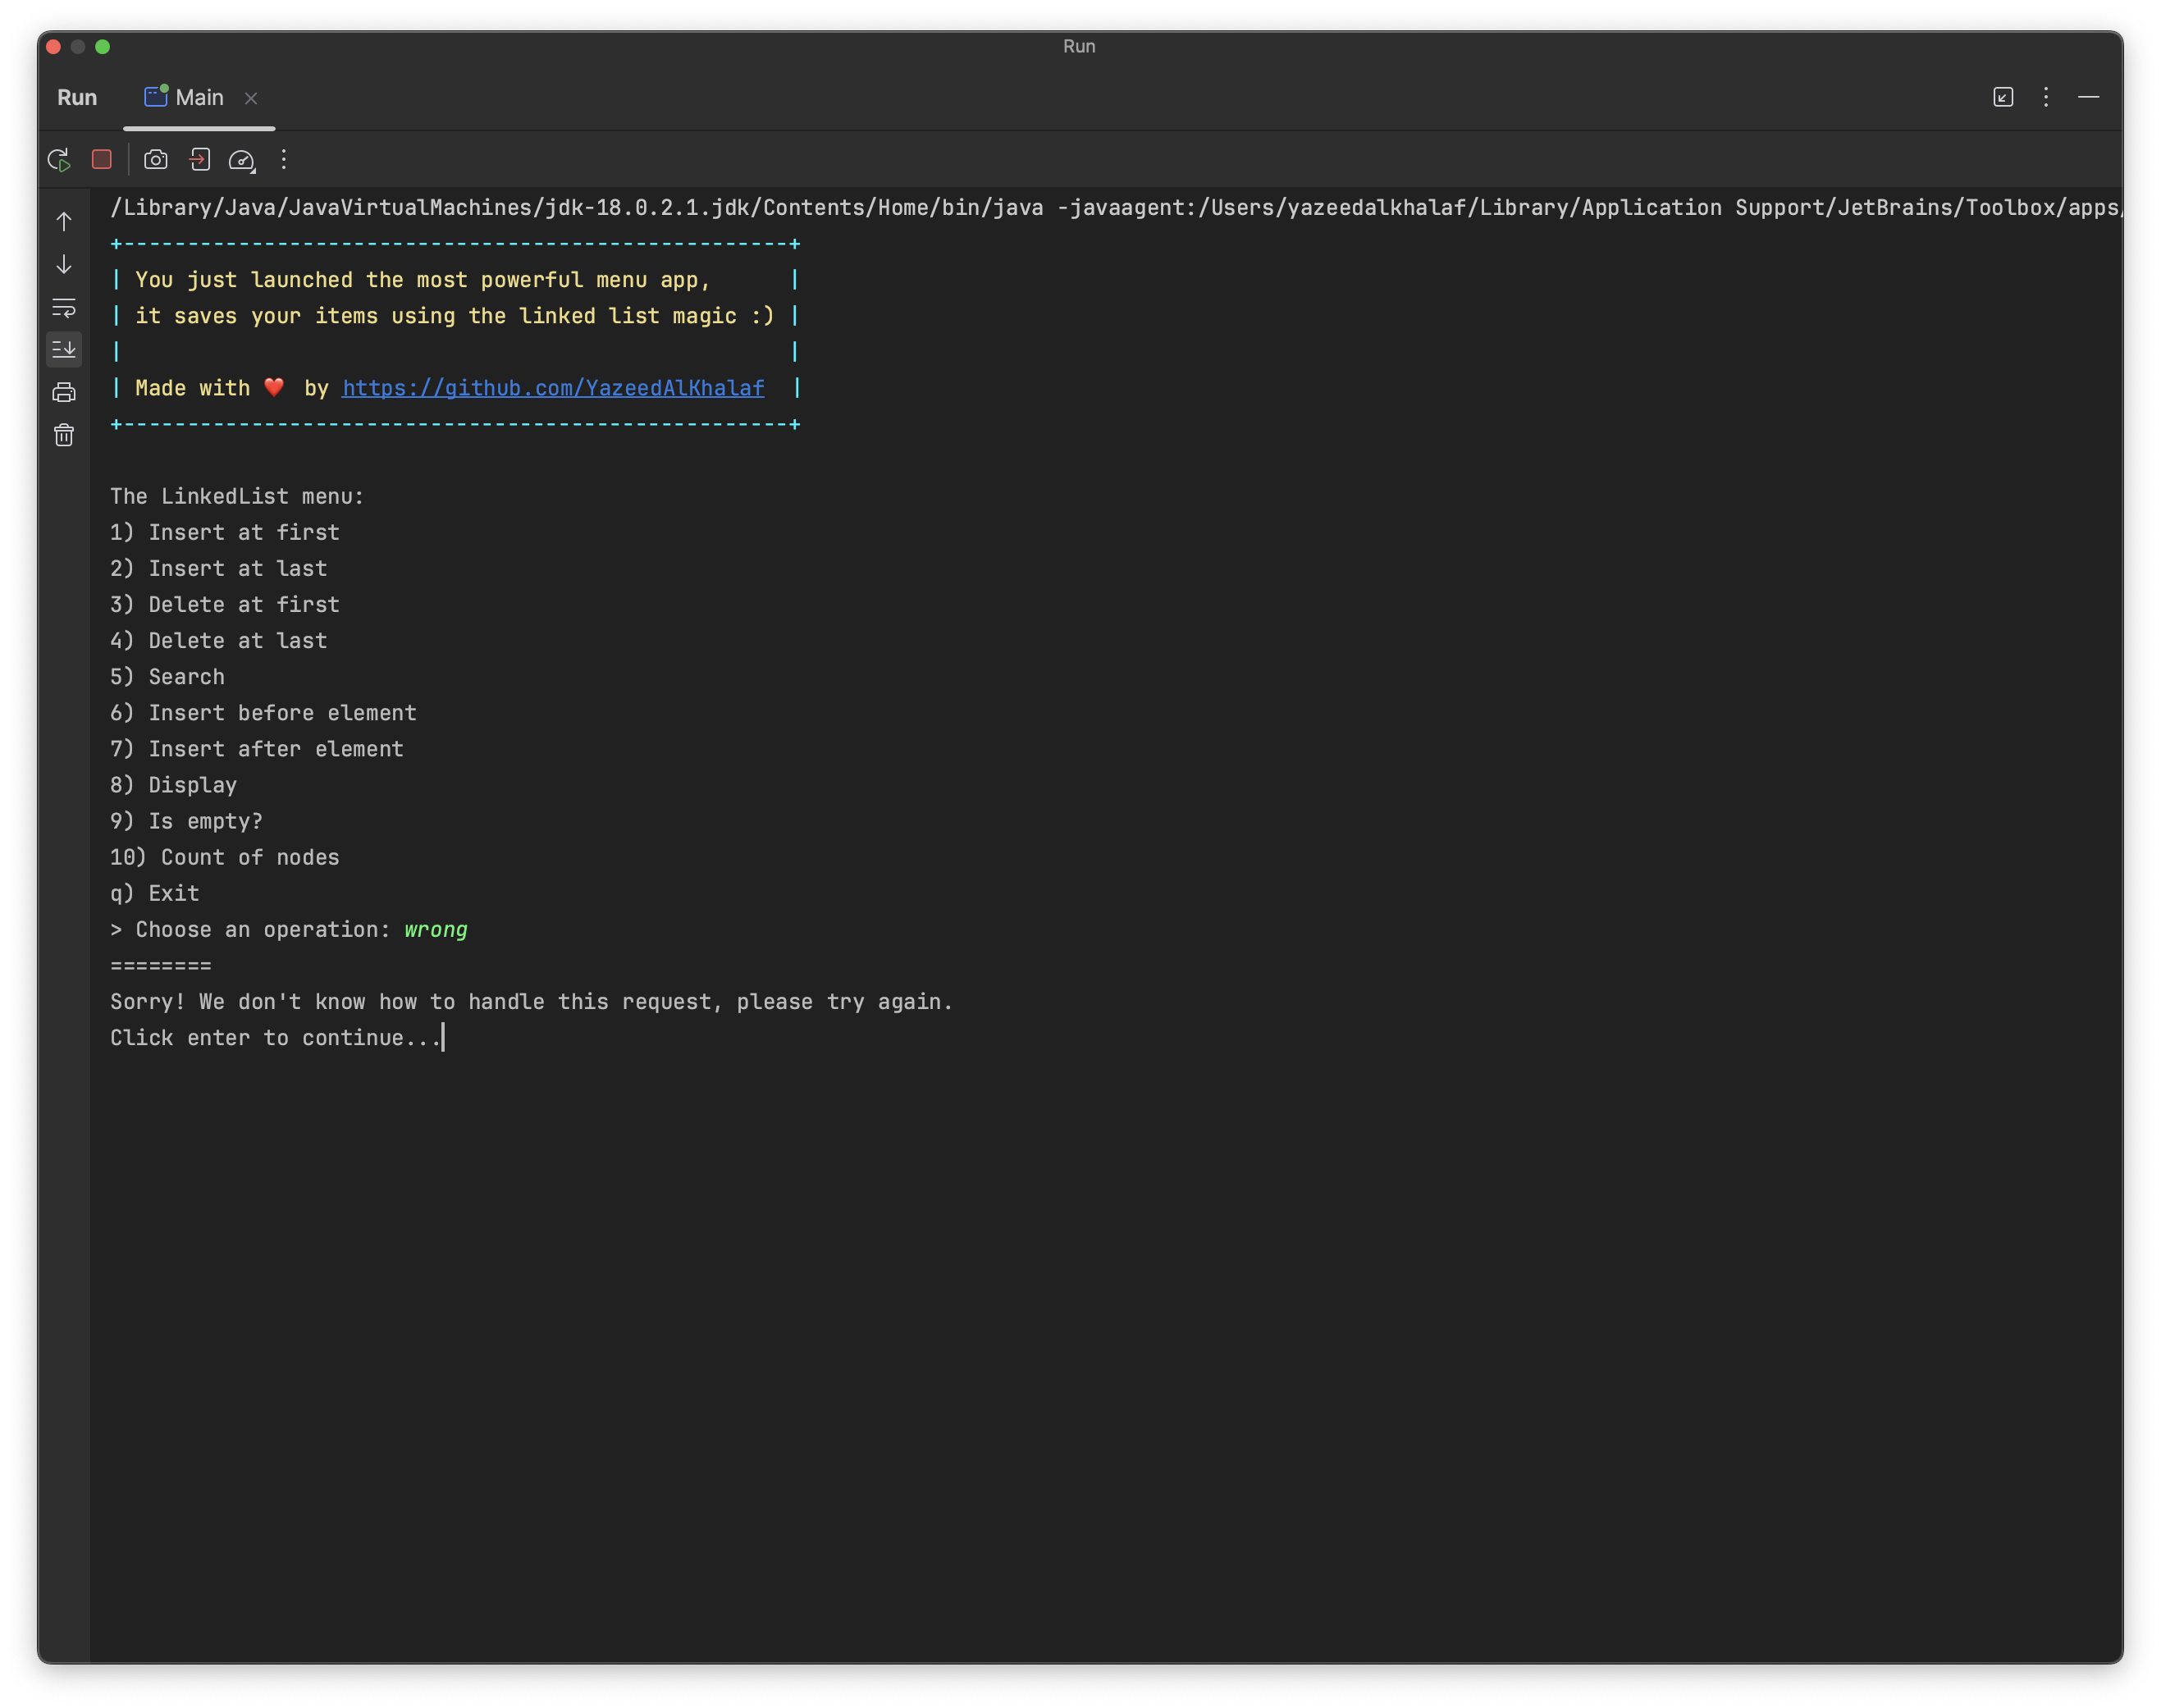 Run
Run Main
/Library/Java/JavaVirtualMachines/jdk-18.0.2.1.jdk/Contents/Home/bin/java -javaagent:/Users/yazeedalkhalaf/Library/Application Support/JetBrains/Toolbox/apps/
+----------------------------------------------------+
| You just launched the most powerful menu app,      |
| it saves your items using the linked list magic :) |
|                                                    |
| Made with ❤️ by https://github.com/YazeedAlKhalaf  |
+----------------------------------------------------+
The LinkedList menu:
1) Insert at first
2) Insert at last
3) Delete at first
4) Delete at last
5) Search
6) Insert before element
7) Insert after element
8) Display
9) Is empty?
10) Count of nodes
q) Exit
> Choose an operation: wrong
========
Sorry! We don't know how to handle this request, please try again.
Click enter to continue...